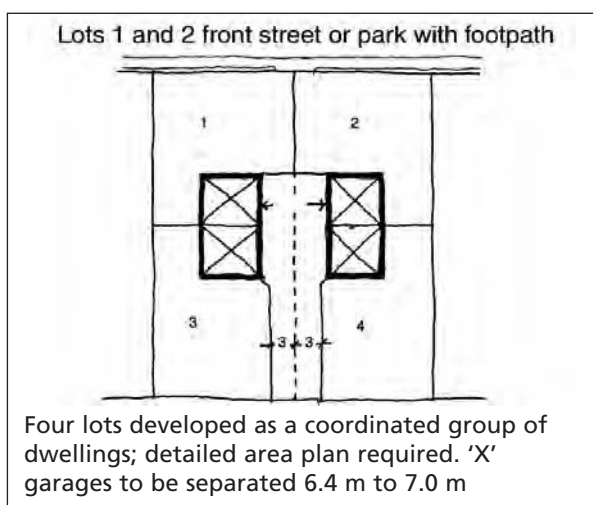 Lots 1 and 2 front street or park with footpath
1
2
3
3 3
4
Four lots developed as a coordinated group of
dwellings; detailed area plan required. ‘X’
garages to be separated 6.4 m to 7.0 m